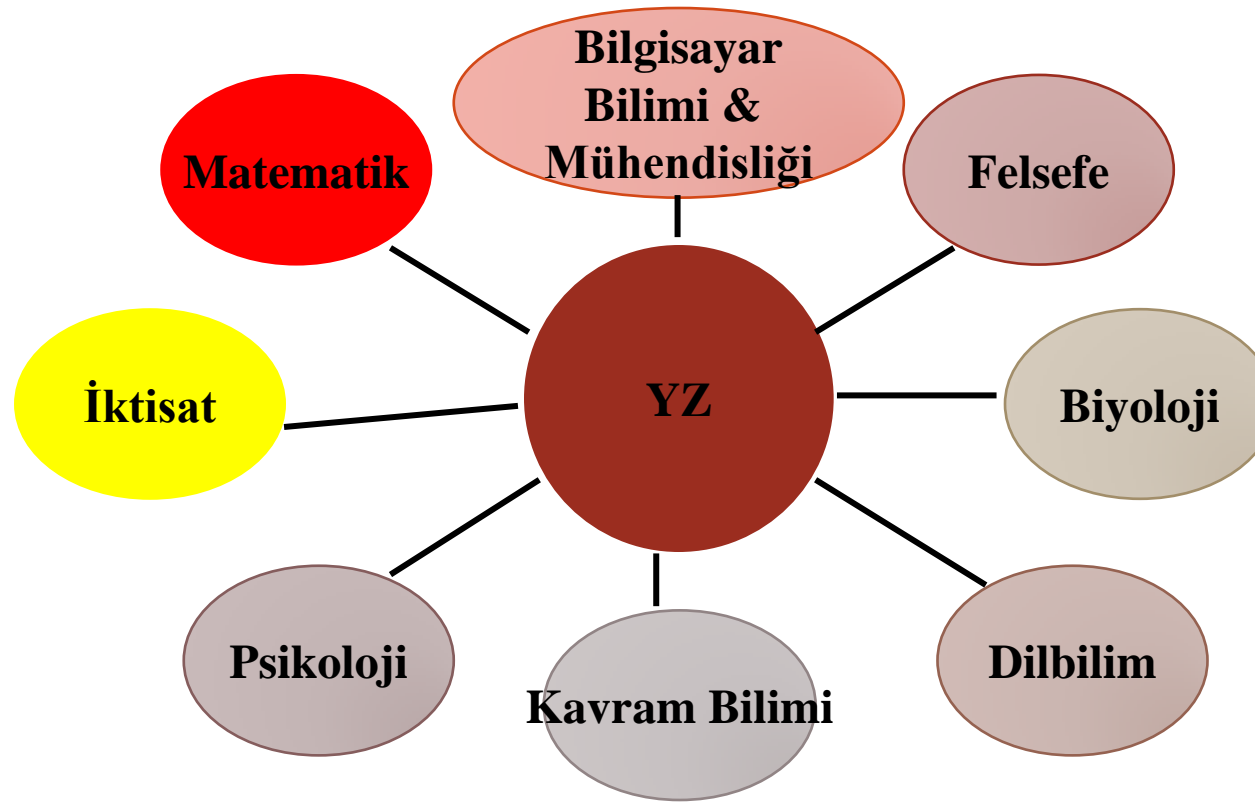 Bilgisayar
Bilimi &
Mühendisliği
Matematik
Felsefe
İktisat
YZ
Biyoloji
Psikoloji
Kavram Bilimi
Dilbilim